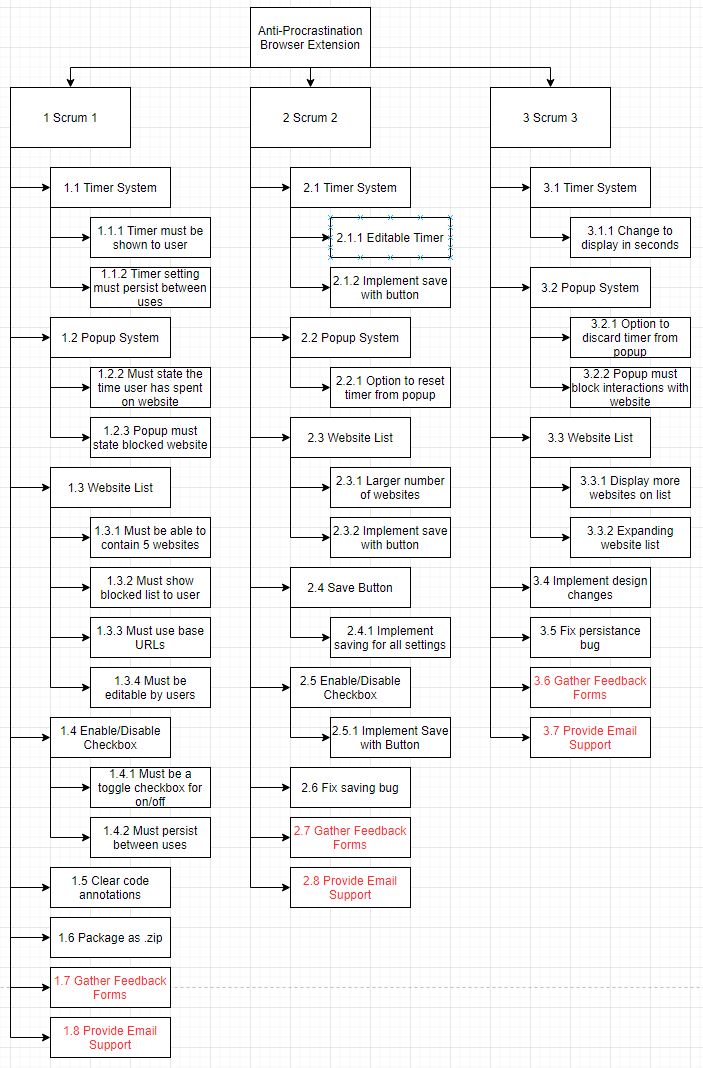 Anti-Procrastination
Browser Extension
1 Scrum 1
1.1 Timer System
1.1.1 Timer must be
shown to user
1.1.2 Timer setting
must persist between
uses
1.2 Popup System
1.2.2 Must state the
time user has spent
on website
1.2.3 Popup must
state blocked website
1.3 Website List
1.3.1 Must be able to
contain 5 websites
1.3.2 Must show
blocked list to user
1.3.3 Must use base
URLs
1.3.4 Must be
editable by users
1.4 Enable/Disable
Checkbox
1.4.1 Must be a
toggle checkbox for
on/off
1.4.2 Must persist
between uses
1.5 Clear code
annotations
1.6 Package as .zip
1.7 Gather Feedback
Forms
1.8 Provide Email
Support
2 Scrum 2
2.1 Timer System
2.1.1 Editable Timer
2.1.2 Implement save
with button
2.2 Popup System
2.2.1 Option to reset
timer from popup
2.3 Website List
2.3.1 Larger number
of websites
2.3.2 Implement save
with button
2.4 Save Button
2.4.1 Implement
saving for all settings
2.5 Enable/Disable
Checkbox
2.5.1 Implement Save
with Button
2.6 Fix saving bug
2.7 Gather Feedback
Forms
2.8 Provide Email
Support
3 Scrum 3
3.1 Timer System
3.1.1 Change to
display in seconds
3.2 Popup System
3.2.1 Option to
discard timer from
popup
3.2.2 Popup must
block interactions with
website
3.3 Website List
3.3.1 Display more
websites on list
3.3.2 Expanding
website list
3.4 Implement design
changes
3.5 Fix persistance
bug
3.6 Gather Feedback
Forms
3.7 Provide Email
Support